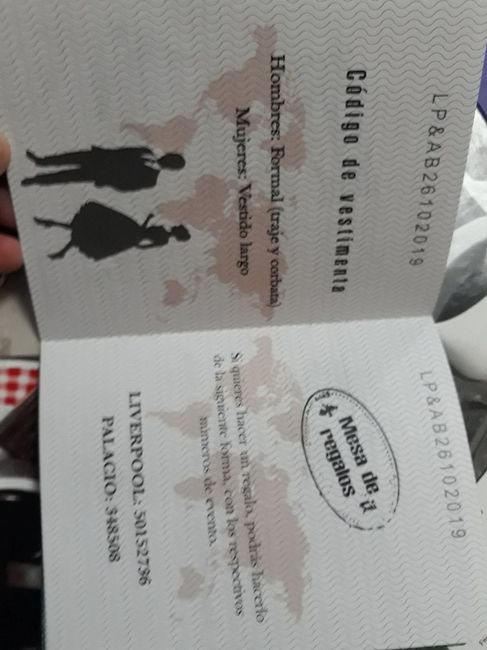 LP&AB26102019
Código de vestimenta
Hombres: Formal (traje y corbata)
Mujeres: Vestido largo
LP&AB26102019
Mesa de
regalos
Si quieres hacer un regalo, podrás hacerlo
de la siguiente forma, con los respectivos
números de evento.
LIVERPOOL: 50152736
PALACIO: 348508